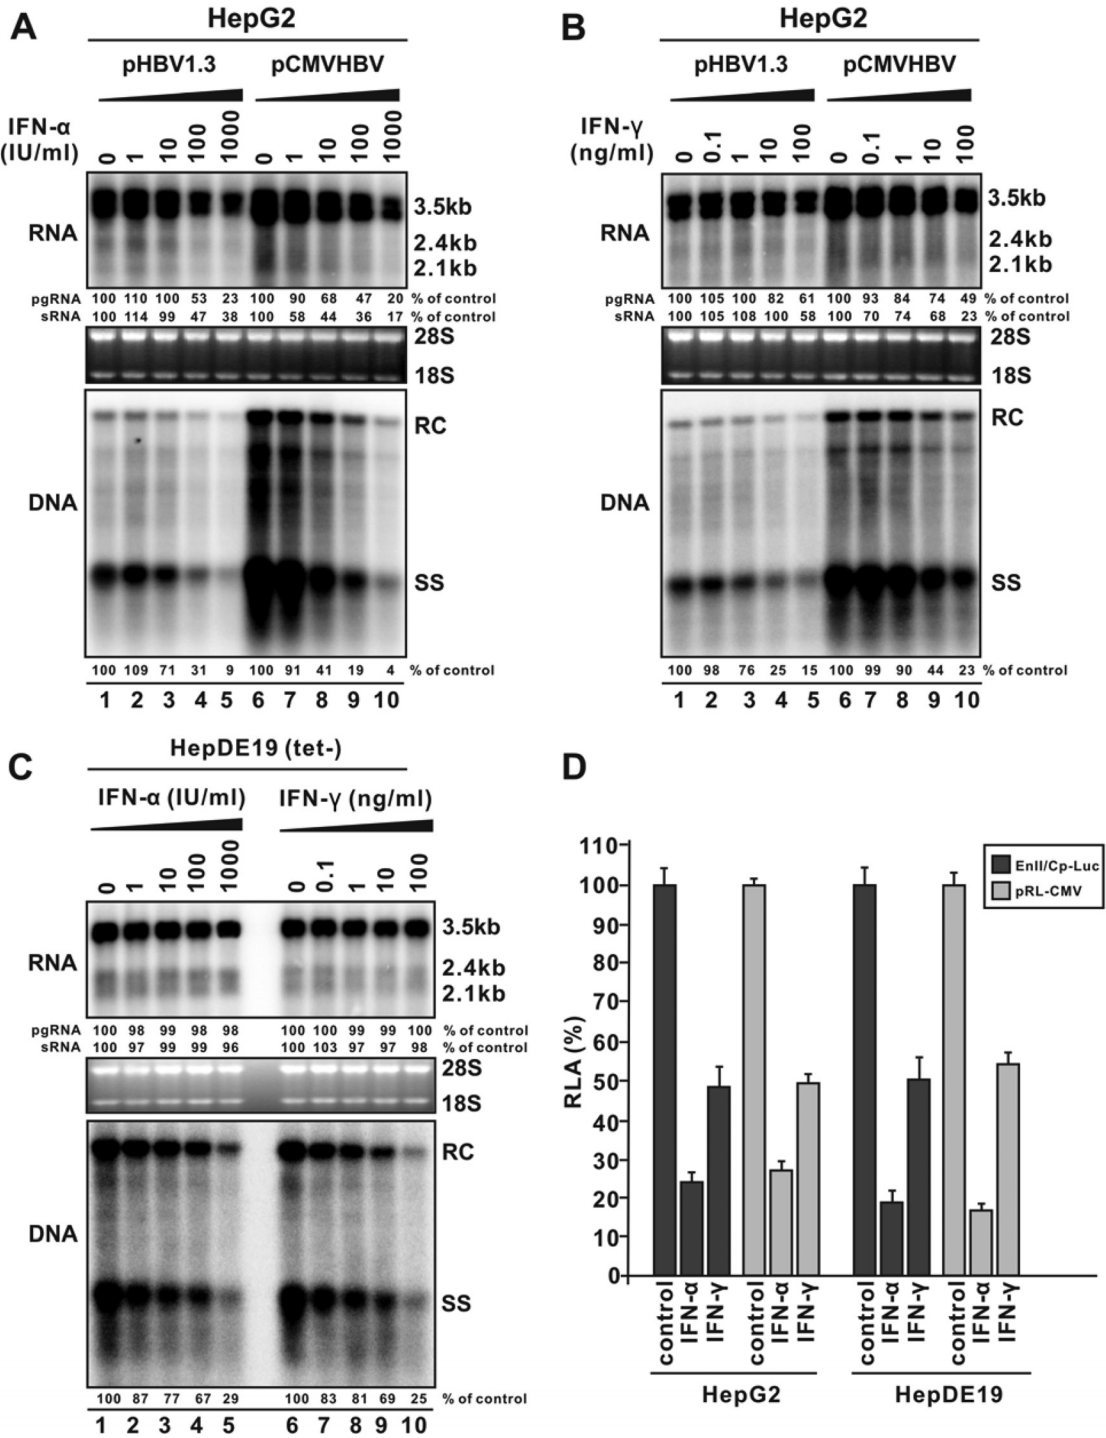 A
HepG2
pHBV1.3 pCMVHBV
IFN-α (IU/ml) 0 1 10 100 1000 0 1 10 100 1000
RNA
3.5kb
2.4kb
2.1kb
pgRNA 100 110 100 53 23 100 90 68 47 20 % of control
sRNA 100 114 99 47 38 100 58 44 36 17 % of control
28S
18S
DNA
RC
SS
100 109 71 31 9 100 91 41 19 4 % of control
1 2 3 4 5 6 7 8 9 10
B
HepG2
pHBV1.3 pCMVHBV
IFN-γ (ng/ml) 0 0.1 1 10 100 0 0.1 1 10 100
RNA
3.5kb
2.4kb
2.1kb
pgRNA 100 105 100 82 61 100 93 84 74 49 % of control
sRNA 100 105 108 100 58 100 70 74 68 23 % of control
28S
18S
DNA
RC
SS
100 98 76 25 15 100 99 90 44 23 % of control
1 2 3 4 5 6 7 8 9 10
C
HepDE19 (tet-)
IFN-α (IU/ml) IFN-γ (ng/ml)
0 1 10 100 1000 0 0.1 1 10 100
RNA
3.5kb
2.4kb
2.1kb
pgRNA 100 98 99 98 98 100 100 99 99 100 % of control
sRNA 100 97 99 99 96 100 103 97 97 98 % of control
28S
18S
DNA
RC
SS
100 87 77 67 29 100 83 81 69 25 % of control
1 2 3 4 5 6 7 8 9 10
D
RLA (%)
110
100
90
80
70
60
50
40
30
20
10
0
EnII/Cp-Luc
pRL-CMV
control IFN-α IFN-γ control IFN-α IFN-γ control IFN-α IFN-γ control IFN-α IFN-γ
HepG2 HepDE19